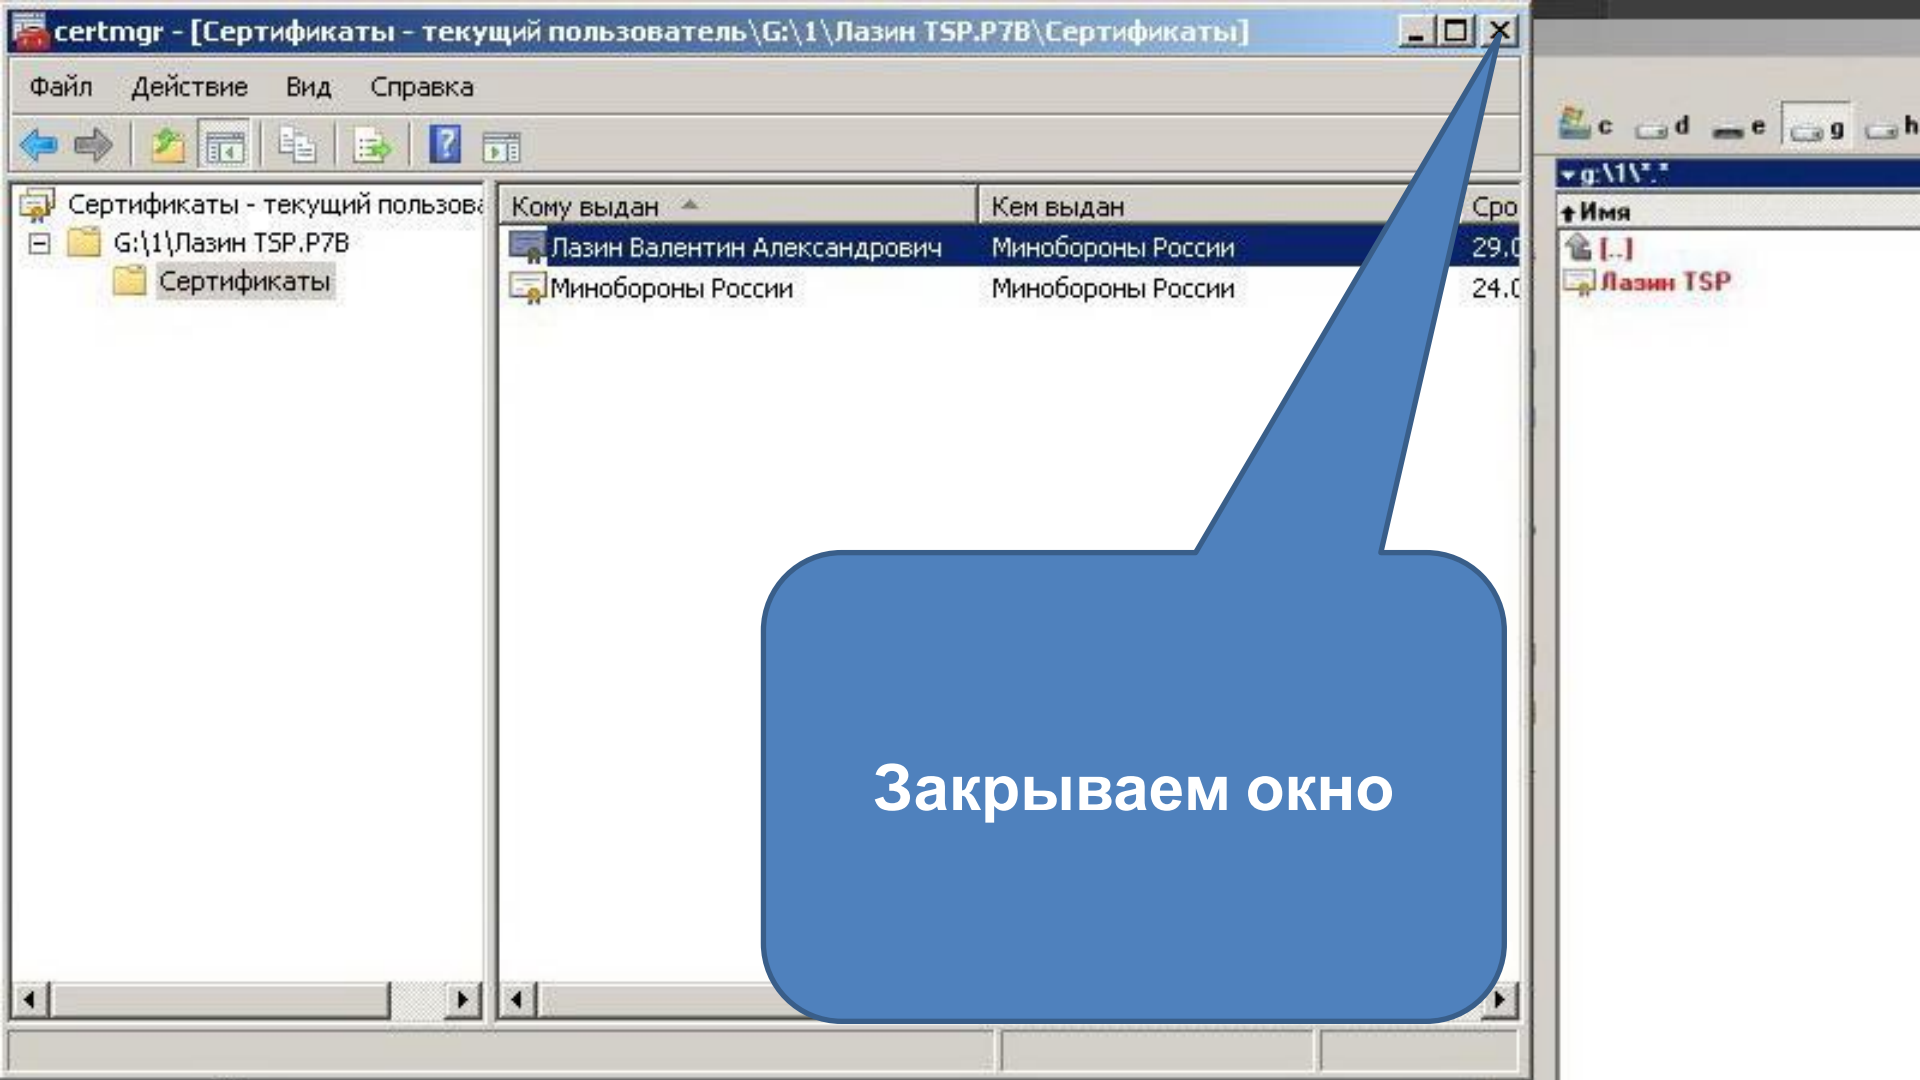 certmgr - [Сертификаты - текущий пользователь\G:\1\Лазин TSP.P7B\Сертификаты]
Файл Действие Вид Справка
Сертификаты - текущий пользова
G:\1\Лазин TSP.P7B
Сертификаты
Кому выдан Кем выдан Сро
Лазин Валентин Александрович Минобороны России 29.0
Минобороны России Минобороны России 24.0
Закрываем окно
c d e g h
g:\1\*.*
Имя
[..]
Лазин TSP